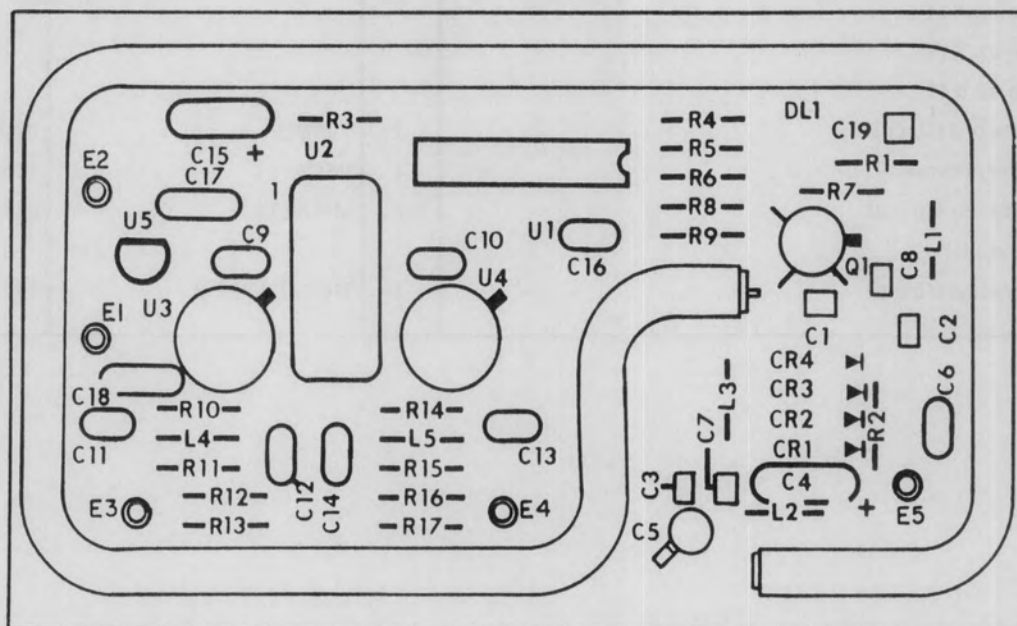 DL1
R3
R4
C19
C15 +
U2
R5
R1
E2
C17
R6
R7
1
R8
U5
U1
R9
L1
C9
C10
C16
Q1
C8
U4
E1
U3
C1
C2
CR4
C18
CR3
C6
R10
R14
L3
CR2
R2
C11
L4
L5
C13
C7
CR1
R11
R15
C4
C3
R12
C12
C14
R16
E3
E4
L2
+
E5
R13
R17
C5